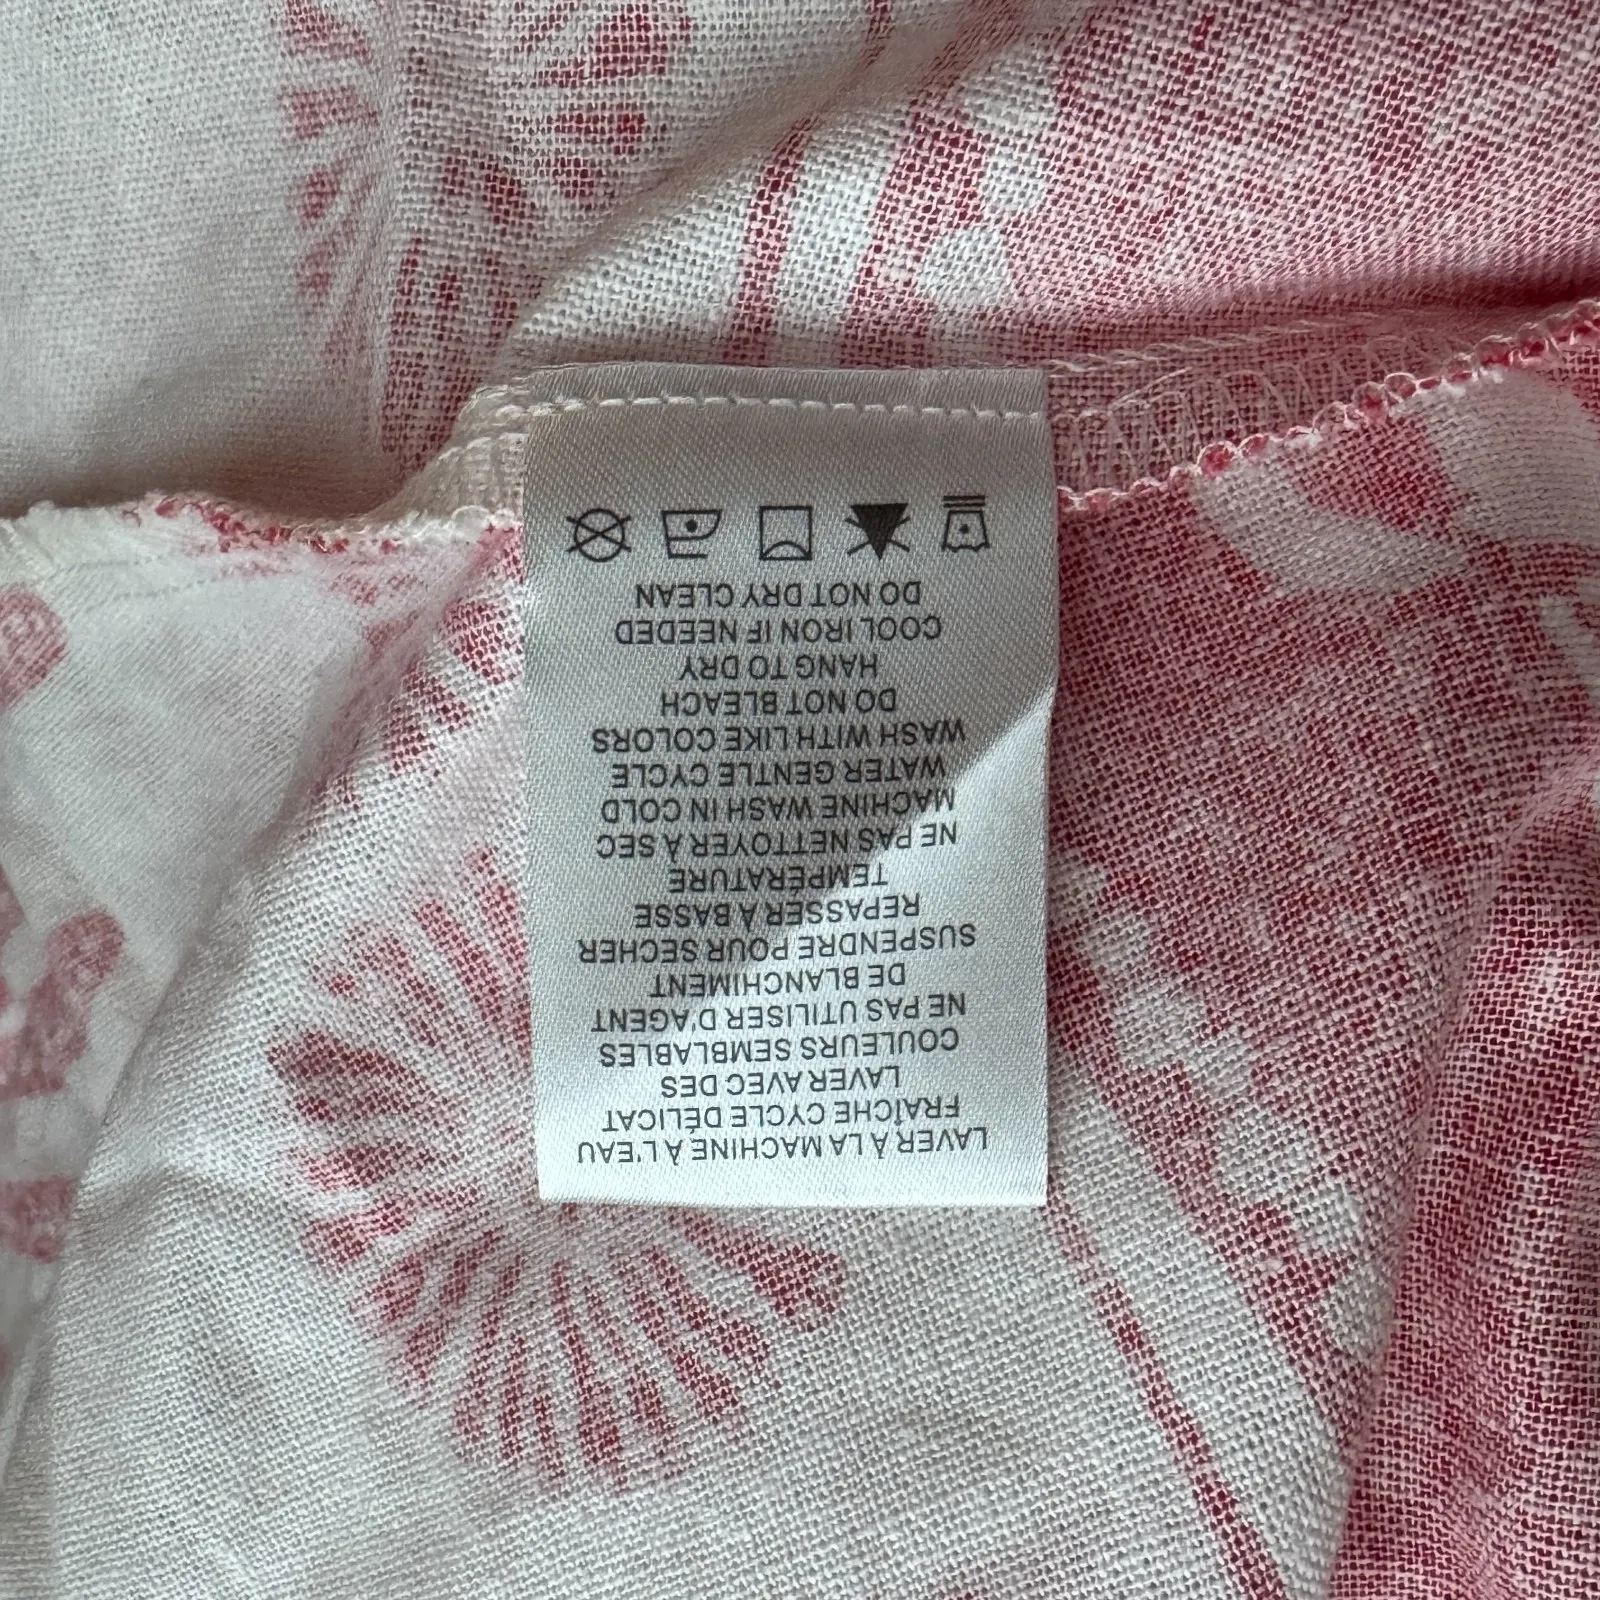 LAVER À LA MACHINE À L'EAU
FRAÎCHE CYCLE DÉLICAT
LAVER AVEC DES
COULEURS SEMBLABLES
NE PAS UTILISER D'AGENT
DE BLANCHIMENT
SUSPENDRE POUR SECHER
REPASSER À BASSE
TEMPÉRATURE
NE PAS NETTOYER À SEC
MACHINE WASH IN COLD
WATER GENTLE CYCLE
WASH WITH LIKE COLORS
DO NOT BLEACH
HANG TO DRY
COOL IRON IF NEEDED
DO NOT DRY CLEAN